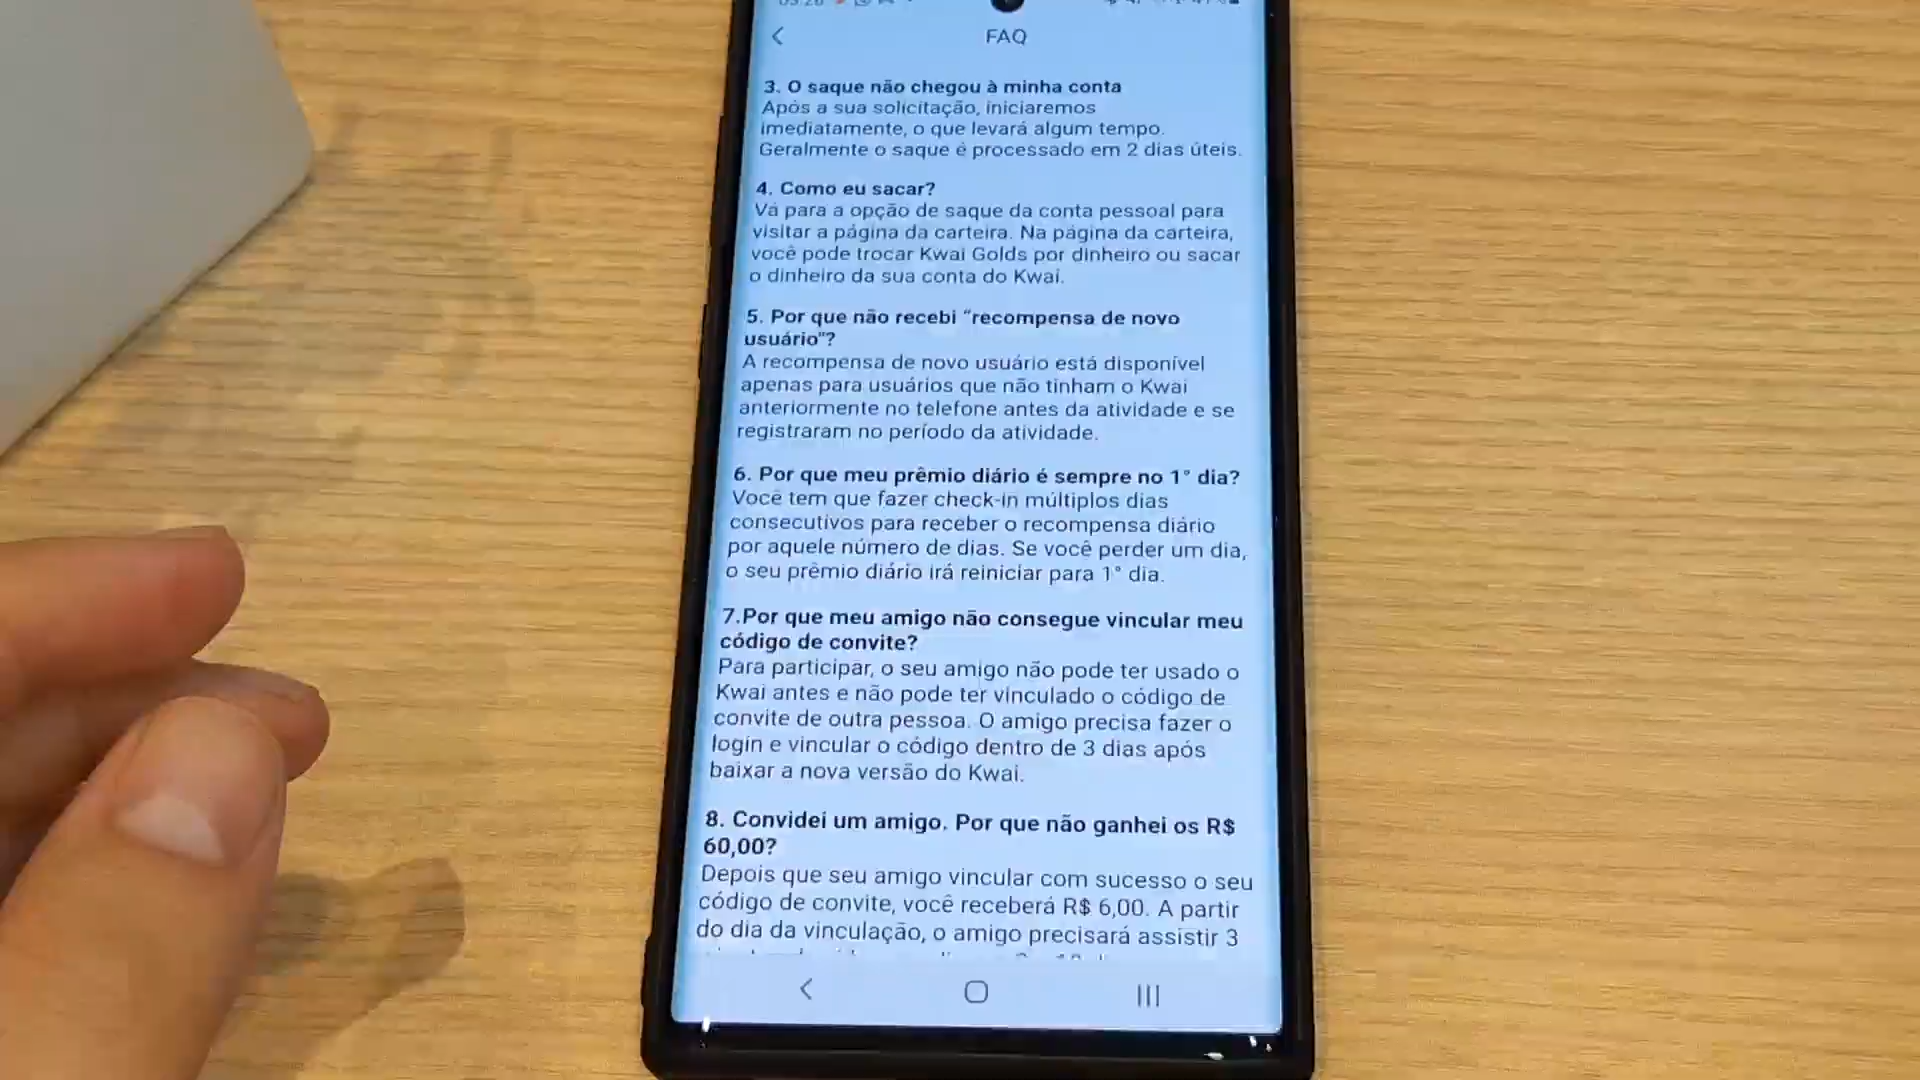 FAQ
3. O saque não chegou à minha conta
Após a sua solicitação, iniciaremos
imediatamente, o que levará algum tempo.
Geralmente o saque é processado em 2 dias úteis.
4. Como eu sacar?
Vá para a opção de saque da conta pessoal para
visitar a página da carteira. Na página da carteira,
você pode trocar Kwai Golds por dinheiro ou sacar
o dinheiro da sua conta do Kwai.
5. Por que não recebi “recompensa de novo
usuário"?
A recompensa de novo usuário está disponível
apenas para usuários que não tinham o Kwai
anteriormente no telefone antes da atividade e se
registraram no período da atividade.
6. Por que meu prêmio diário é sempre no 1° dia?
Você tem que fazer check-in múltiplos dias
consecutivos para receber o recompensa diário
por aquele número de dias. Se você perder um dia,
o seu prêmio diário irá reiniciar para 1° dia.
7.Por que meu amigo não consegue vincular meu
código de convite?
Para participar, o seu amigo não pode ter usado o
Kwai antes e não pode ter vinculado o código de
convite de outra pessoa. O amigo precisa fazer o
login e vincular o código dentro de 3 dias após
baixar a nova versão do Kwai.
8. Convidei um amigo. Por que não ganhei os R$
60,00?
Depois que seu amigo vincular com sucesso o seu
código de convite, você receberá R$ 6,00. A partir
do dia da vinculação, o amigo precisará assistir 3